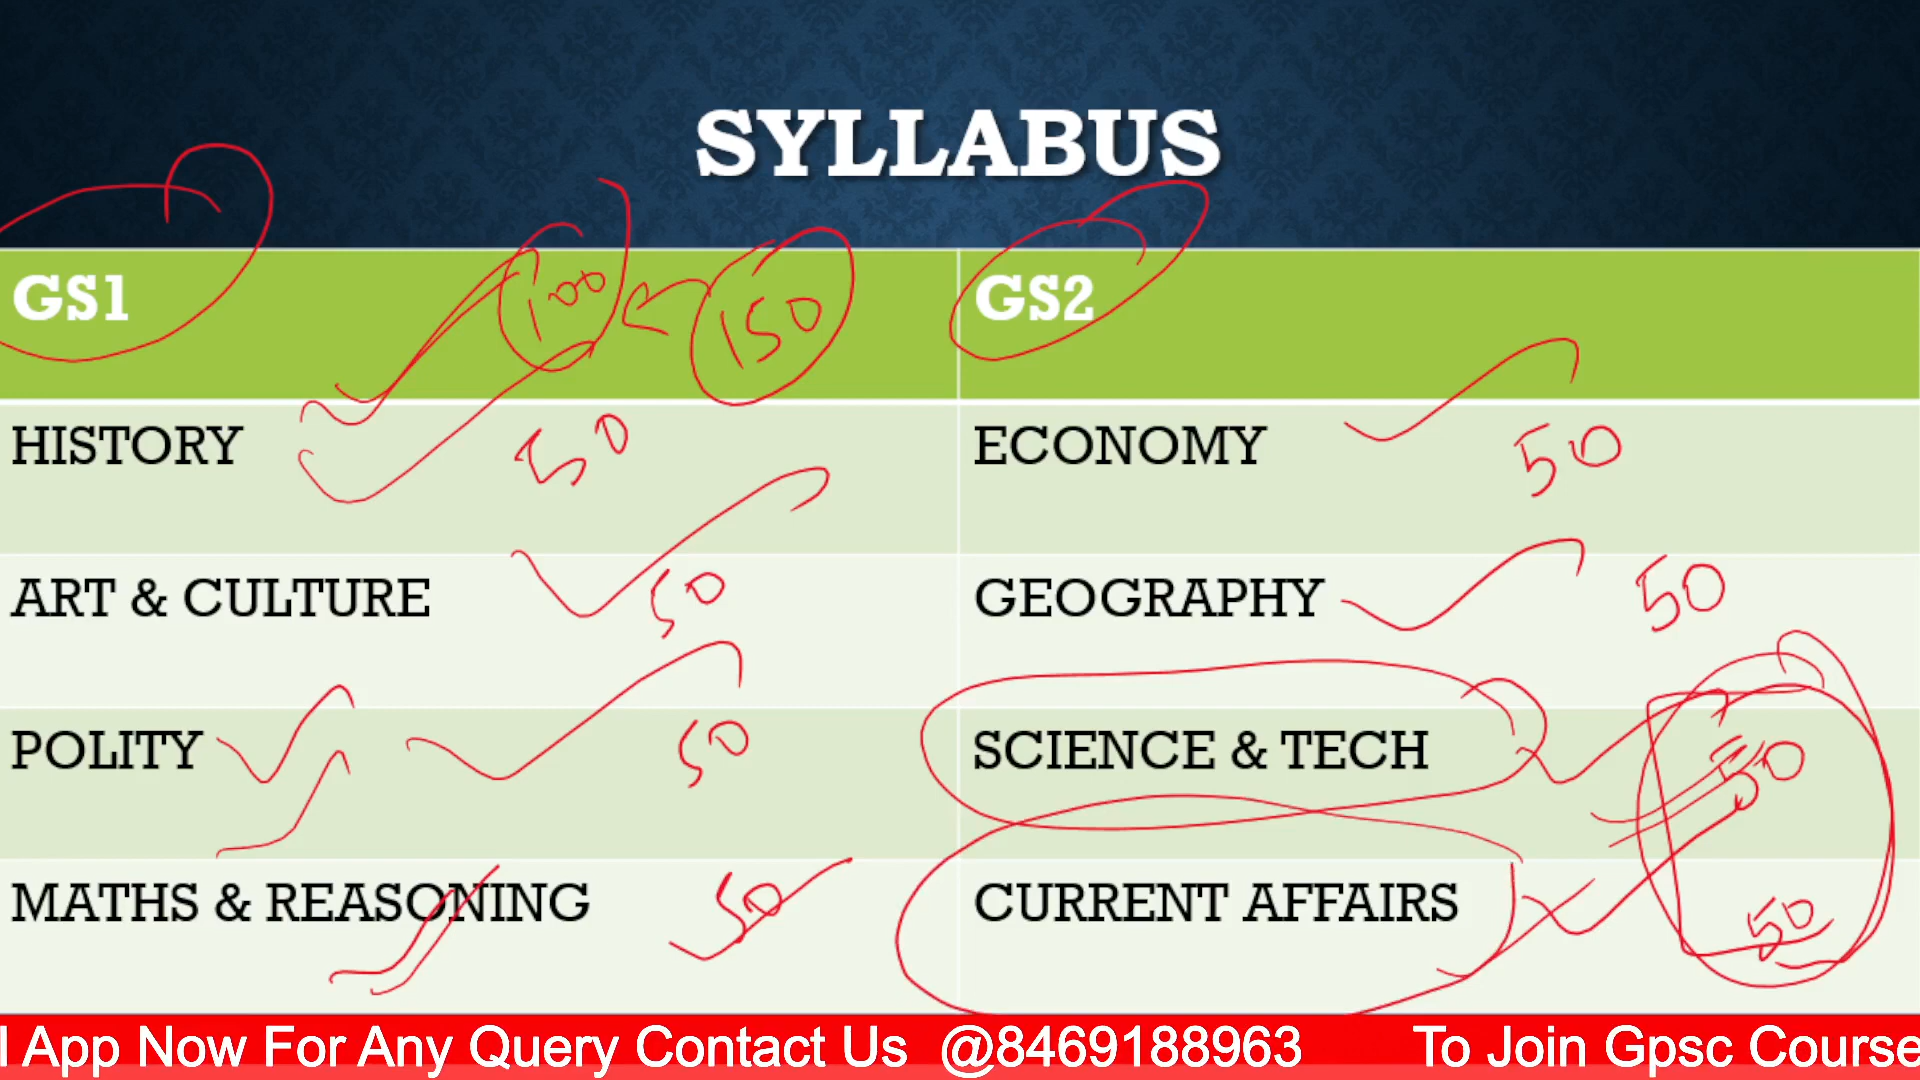 SYLLABUS
GS1 100 150 GS2
HISTORY 50 ECONOMY 50
ART & CULTURE 50 GEOGRAPHY 50
POLITY 50 SCIENCE & TECH 50
MATHS & REASONING 50 CURRENT AFFAIRS 50
App Now For Any Query Contact Us @8469188963 To Join Gpsc Course